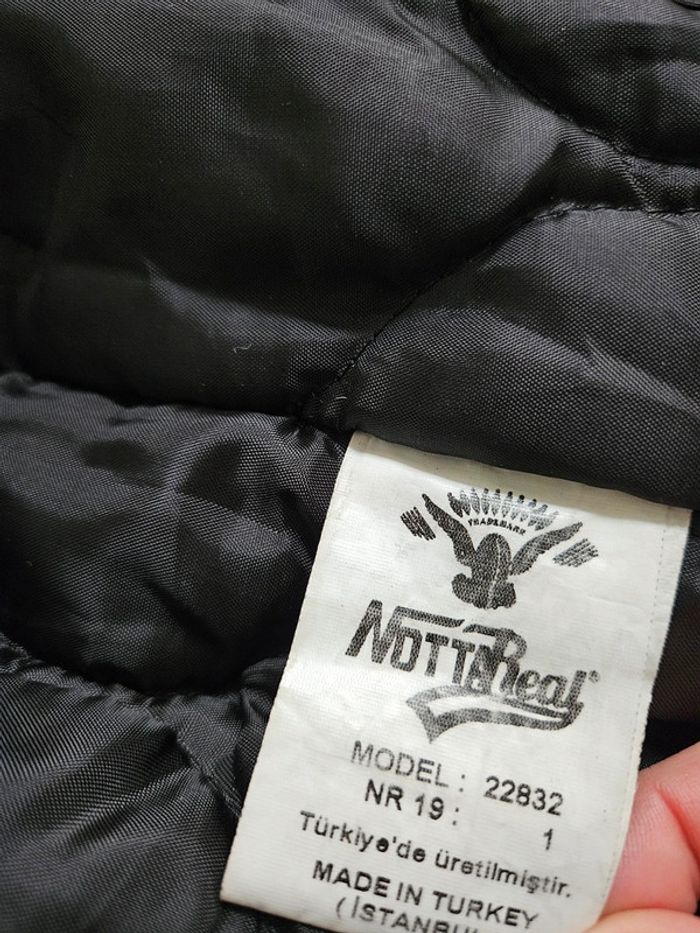 TRADEMARK
NOTTAReal
MODEL: 22832
NR 19: 1
Türkiye'de üretilmiştir.
MADE IN TURKEY